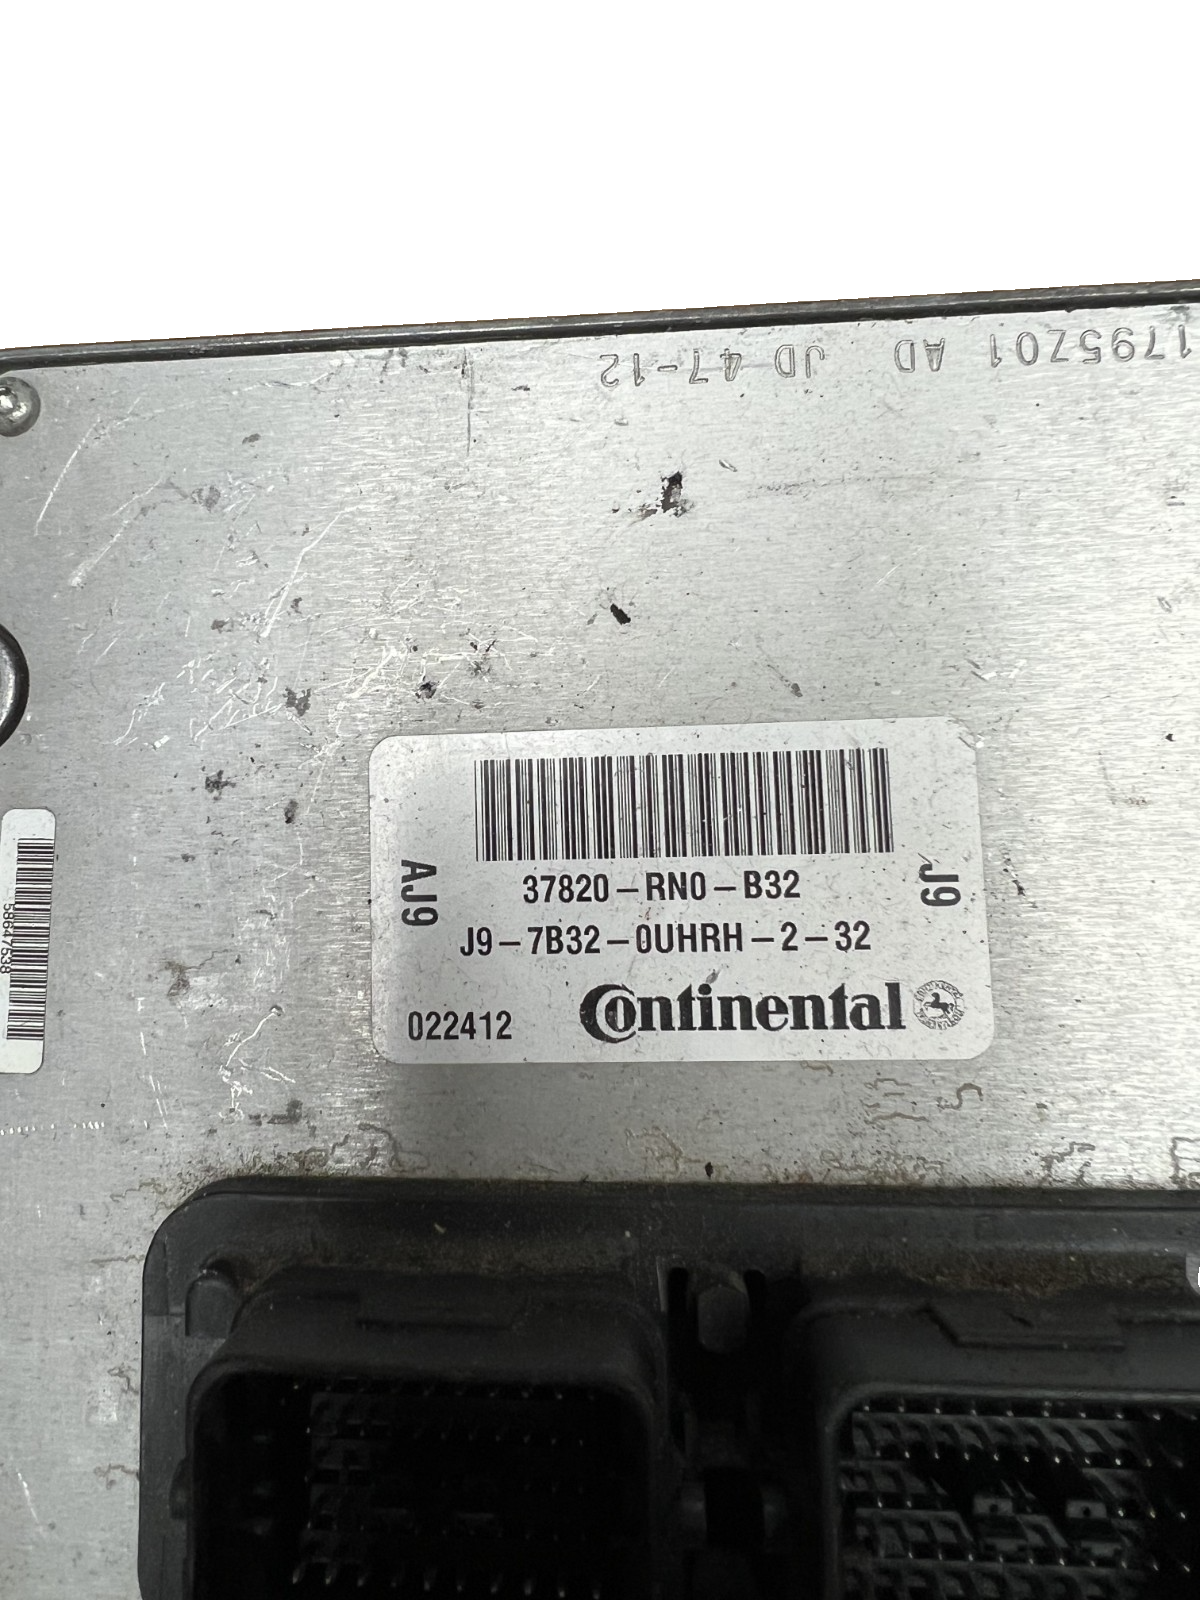 1795Z01 AD JD 47-12
37820-RN0-B32
J9-7B32-0UHRH-2-32
AJ9
J9
022412
Continental
58647538